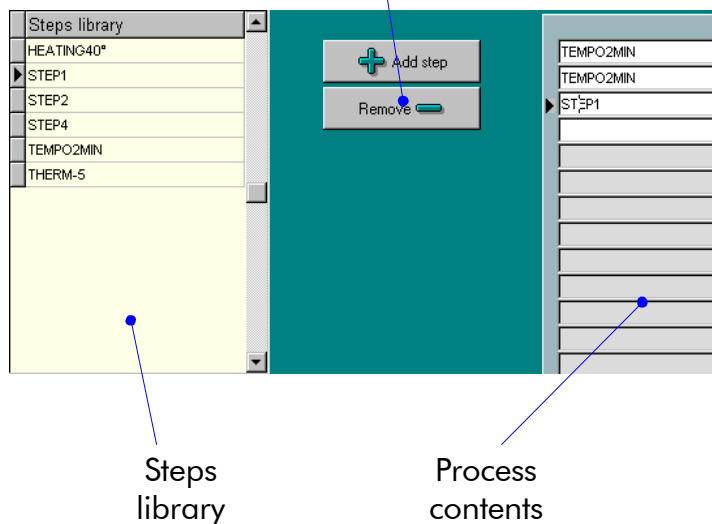 Steps library
HEATING40°
STEP1
STEP2
STEP4
TEMPO2MIN
THERM-5
Add step
Remove
TEMPO2MIN
TEMPO2MIN
STEP1
Steps
library
Process
contents